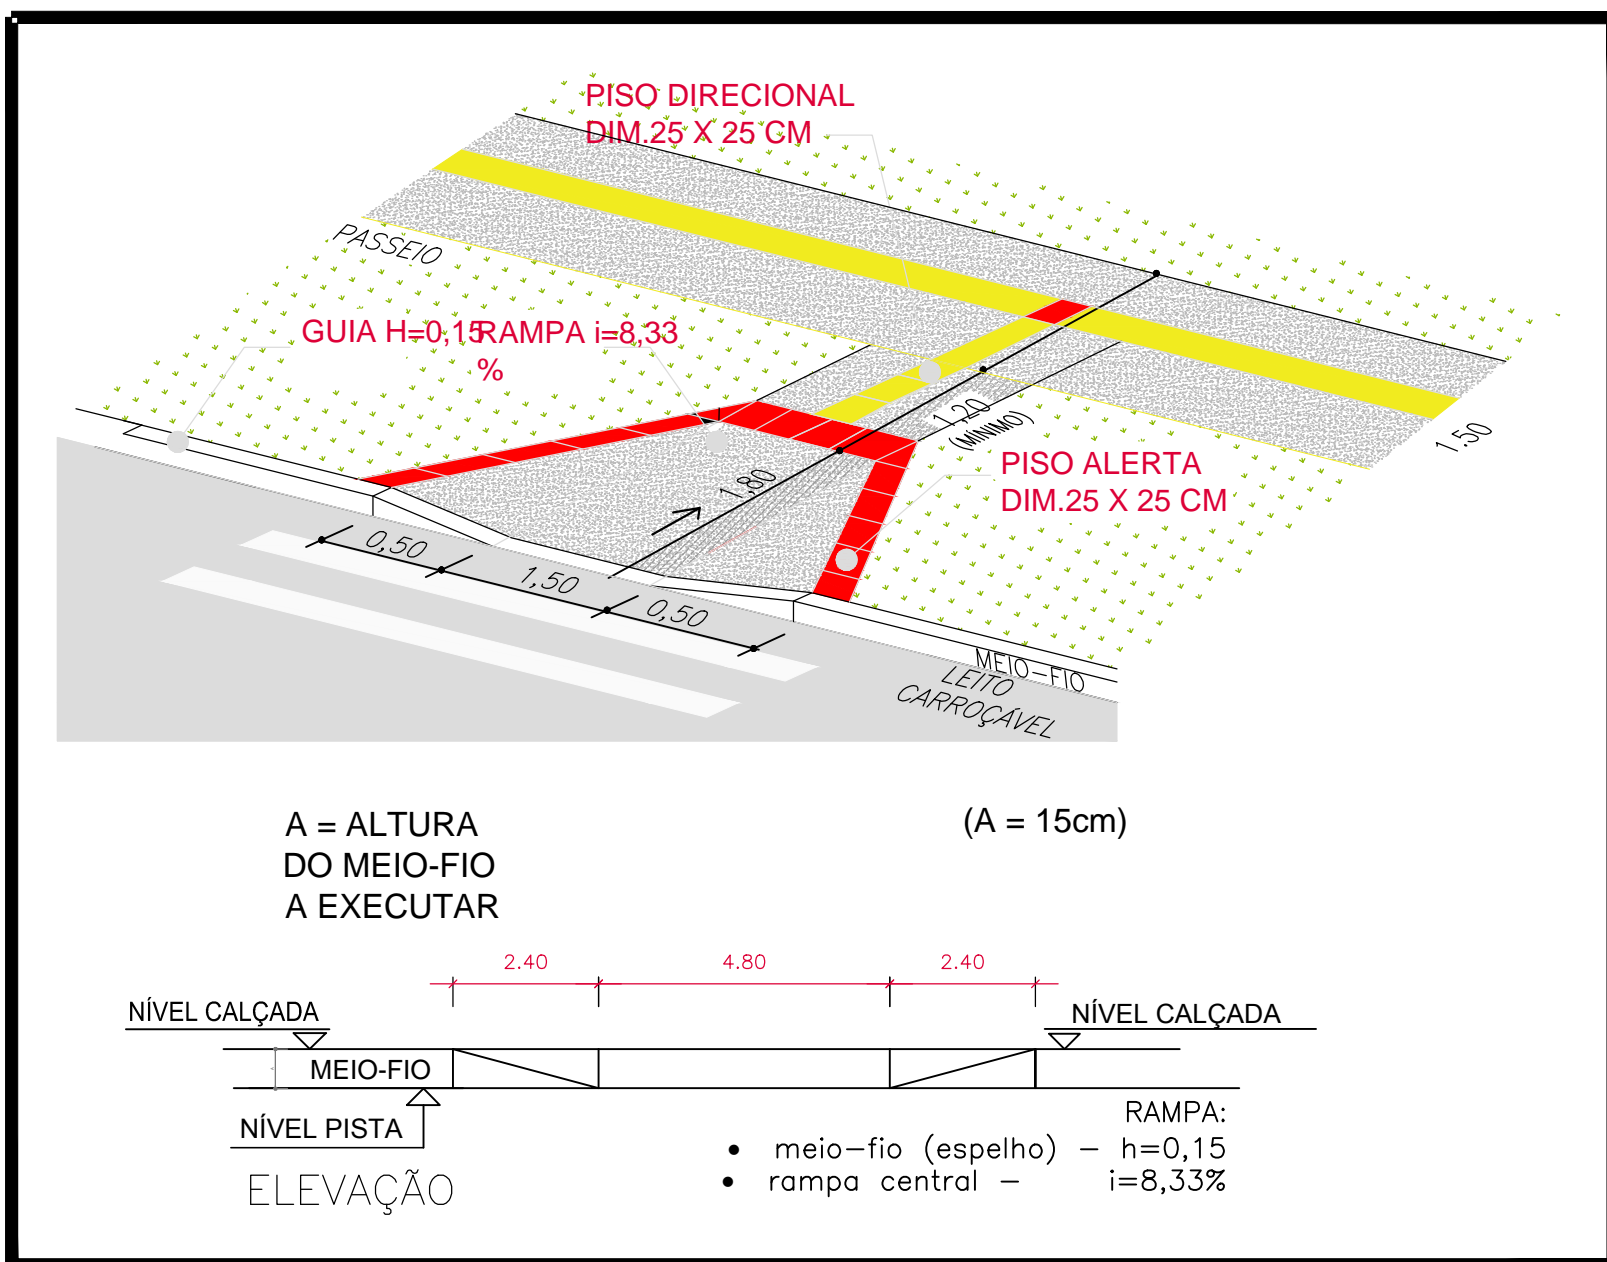 PISO DIRECIONAL
DIM.25 X 25 CM
PASSEIO
GUIA H=0,15
RAMPA i=8,33
%
1,20
(MÍNIMO)
1.50
PISO ALERTA
DIM.25 X 25 CM
1,80
0,50
1,50
0,50
MEIO-FIO
LEITO
CARROÇÁVEL
A = ALTURA
DO MEIO-FIO
A EXECUTAR
(A = 15cm)
2.40
4.80
2.40
NÍVEL CALÇADA
NÍVEL CALÇADA
MEIO-FIO
NÍVEL PISTA
ELEVAÇÃO
RAMPA:
• meio-fio (espelho) - h=0,15
• rampa central - i=8,33%